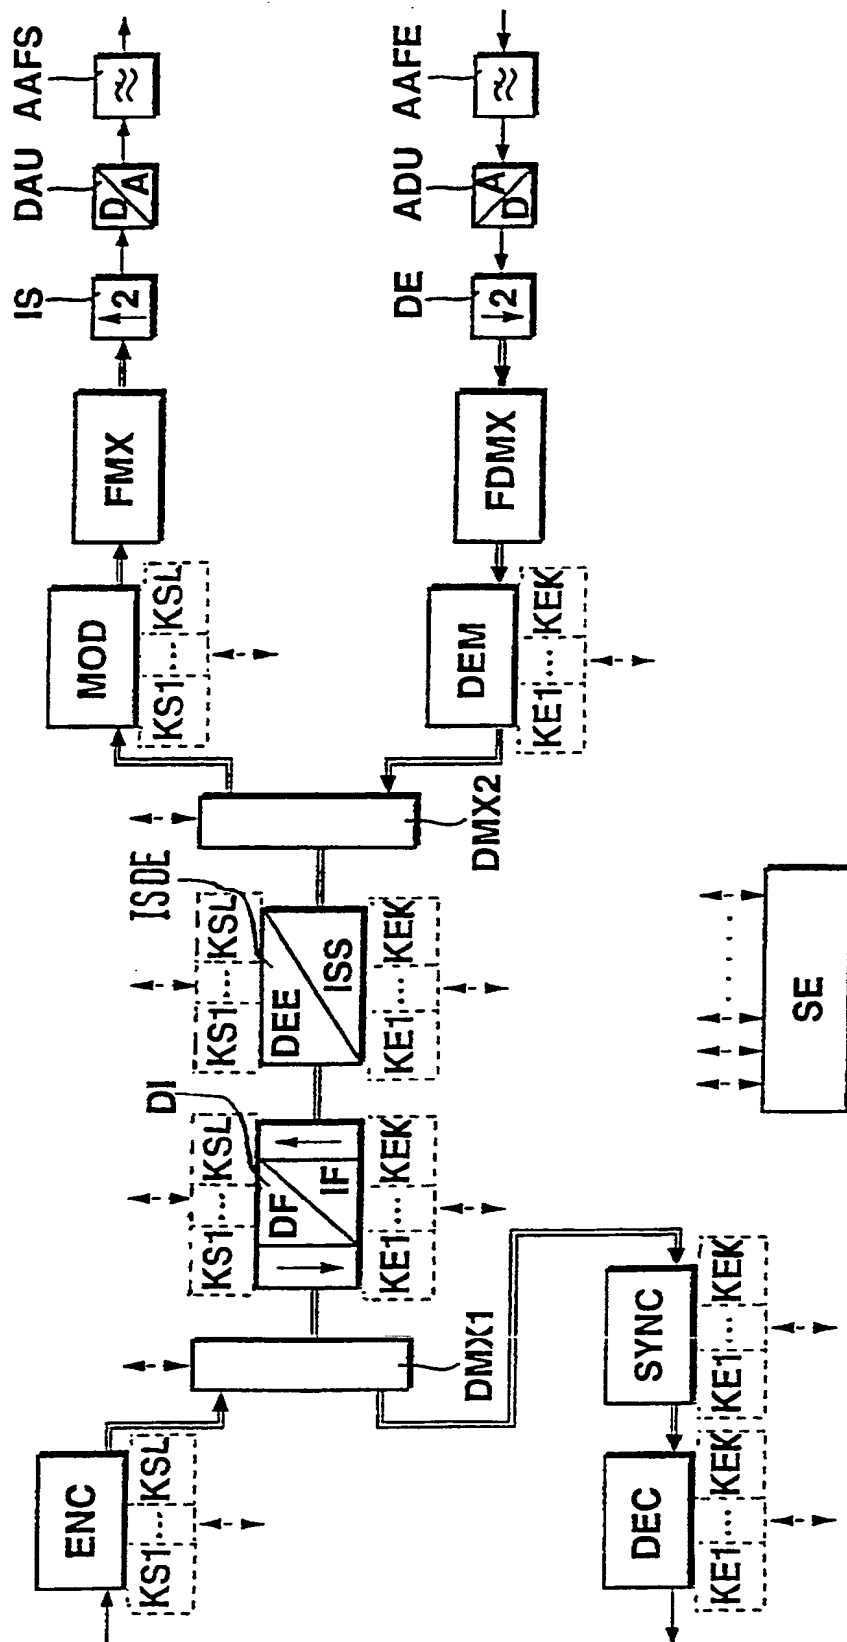 ENC
KS1 ... KSL
DMX1
DI
KS1 ... KSL
DF
IF
KE1 ... KEK
ISDE
KS1 ... KSL
DEE
ISS
KE1 ... KEK
DMX2
MOD
KS1 ... KSL
FMX
IS
2
DAU
D
A
AAFS
≈
AAFE
≈
ADU
A
D
DE
2
FDMX
DEM
KE1 ... KEK
SYNC
KE1 ... KEK
DEC
KE1 ... KEK
SE